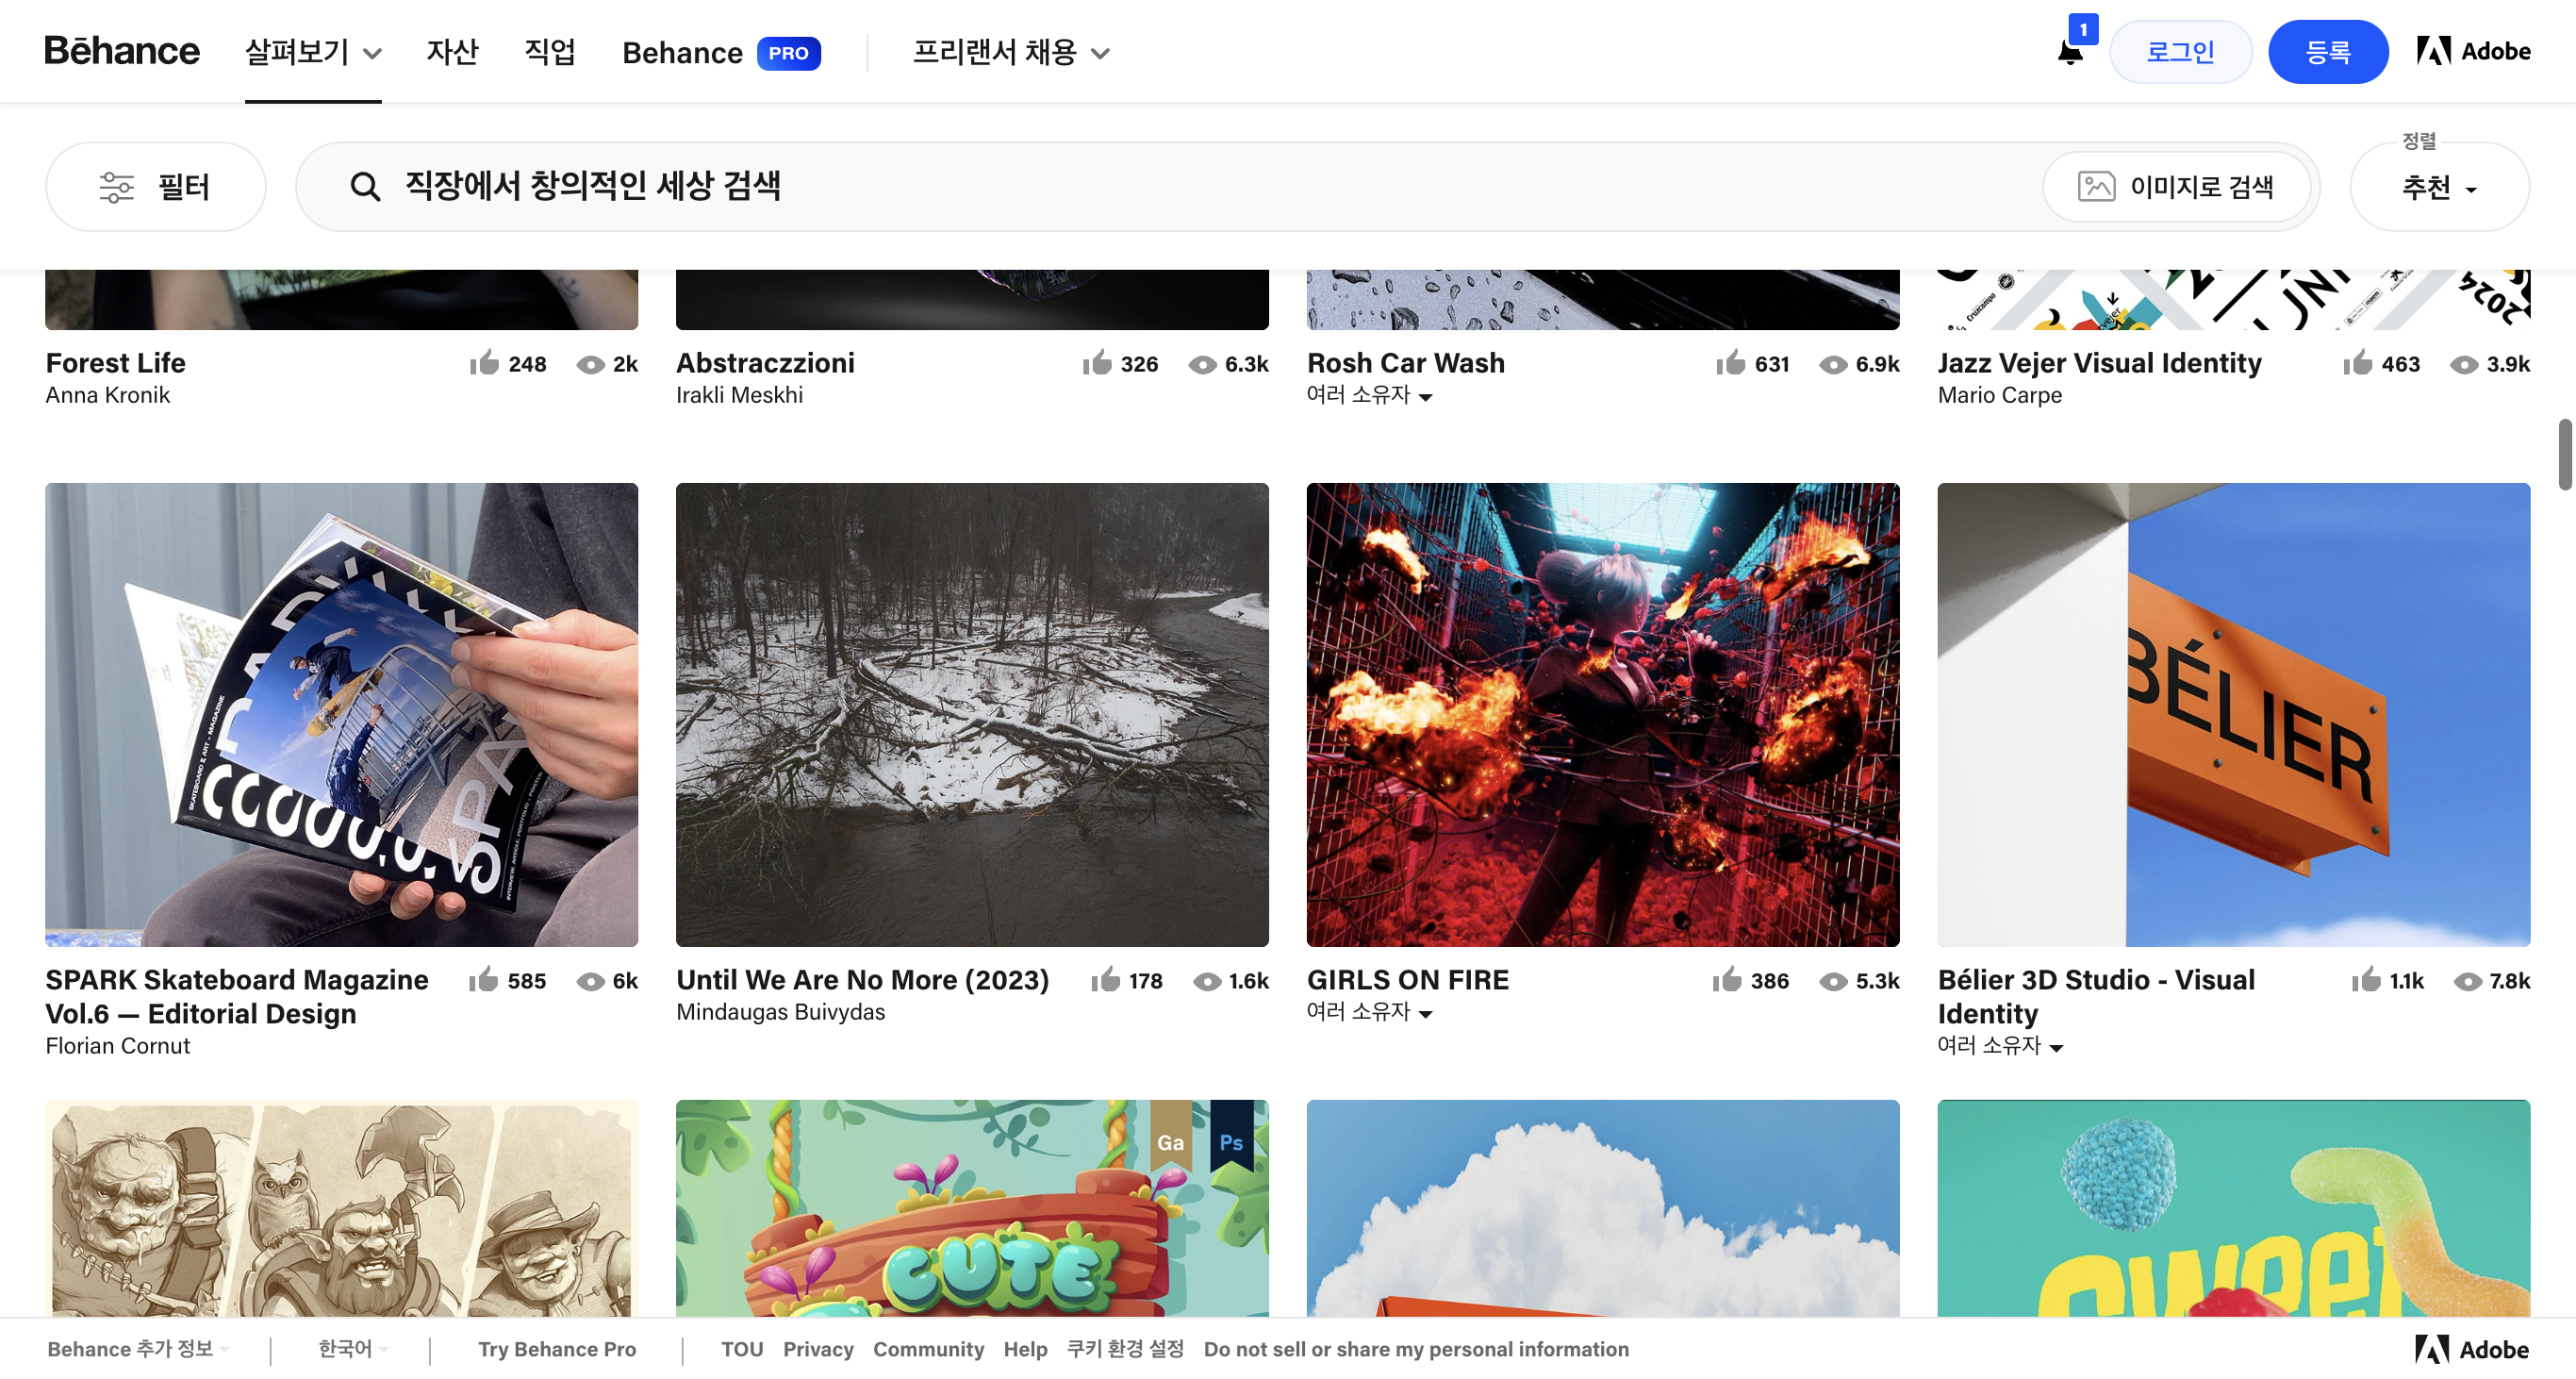 Bēhance
살펴보기
자산
직업
Behance PRO
프리랜서 채용
1
로그인
등록
Adobe
필터
직장에서 창의적인 세상 검색
이미지로 검색
정렬
추천
Cruzcampo
2024
Forest Life
248
2k
Anna Kronik
Abstraczzioni
326
6.3k
Irakli Meskhi
Rosh Car Wash
631
6.9k
여러 소유자
Jazz Vejer Visual Identity
463
3.9k
Mario Carpe
SKATEBOARD & ART - MAGAZINE
BÉLIER
SPARK Skateboard Magazine
Vol.6 — Editorial Design
585
6k
Florian Cornut
Until We Are No More (2023)
178
1.6k
Mindaugas Buivydas
GIRLS ON FIRE
386
5.3k
여러 소유자
Bélier 3D Studio - Visual
Identity
1.1k
7.8k
여러 소유자
Ga
Ps
CUTE
sweet
Behance 추가 정보
한국어
Try Behance Pro
TOU
Privacy
Community
Help
쿠키 환경 설정
Do not sell or share my personal information
Adobe